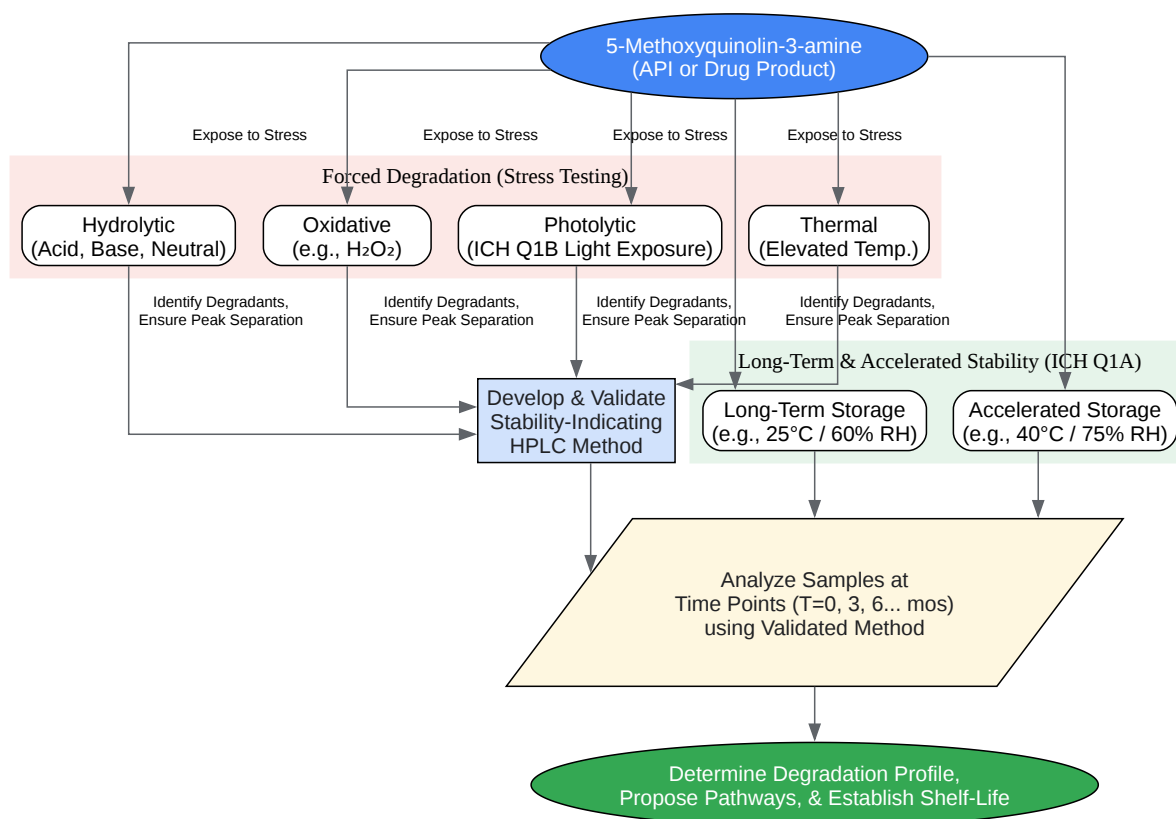 5-Methoxyquinolin-3-amine
(API or Drug Product)
Expose to Stress
Expose to Stress
Expose to Stress
Expose to Stress
Forced Degradation (Stress Testing)
Hydrolytic
(Acid, Base, Neutral)
Oxidative
(e.g., H₂O₂)
Photolytic
(ICH Q1B Light Exposure)
Thermal
(Elevated Temp.)
Identify Degradants,
Ensure Peak Separation
Identify Degradants,
Ensure Peak Separation
Identify Degradants,
Ensure Peak Separation
Identify Degradants,
Ensure Peak Separation
Long-Term & Accelerated Stability (ICH Q1A)
Develop & Validate
Stability-Indicating
HPLC Method
Long-Term Storage
(e.g., 25°C / 60% RH)
Accelerated Storage
(e.g., 40°C / 75% RH)
Analyze Samples at
Time Points (T=0, 3, 6... mos)
using Validated Method
Determine Degradation Profile,
Propose Pathways, & Establish Shelf-Life